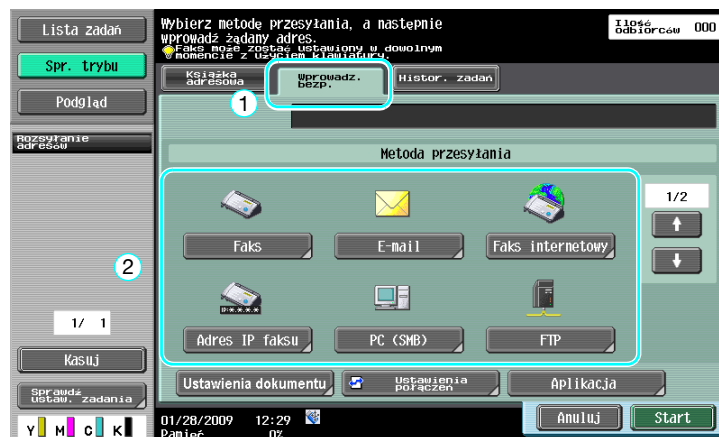 Lista zadań
Spr. trybu
Podgląd
Rozsyłanie
adresów
2
1/ 1
Kasuj
Sprawdź
ustaw. zadania
Y M C K
Wybierz metodę przesyłania, a następnie
wprowadź żądany adres.
Faks może zostać ustawiony w dowolnym
momencie z użyciem klawiatury.
Ilość
odbiorców 000
Książka
adresowa
Wprowadz.
bezp.
Histor. zadań
1
Metoda przesyłania
Faks
E-mail
Faks internetowy
1/2
IP:*.*.*.*
Adres IP faksu
PC (SMB)
FTP
Ustawienia dokumentu
Ustawienia
połączeń
Aplikacja
01/28/2009 12:29
Pamięć 0%
Anuluj
Start